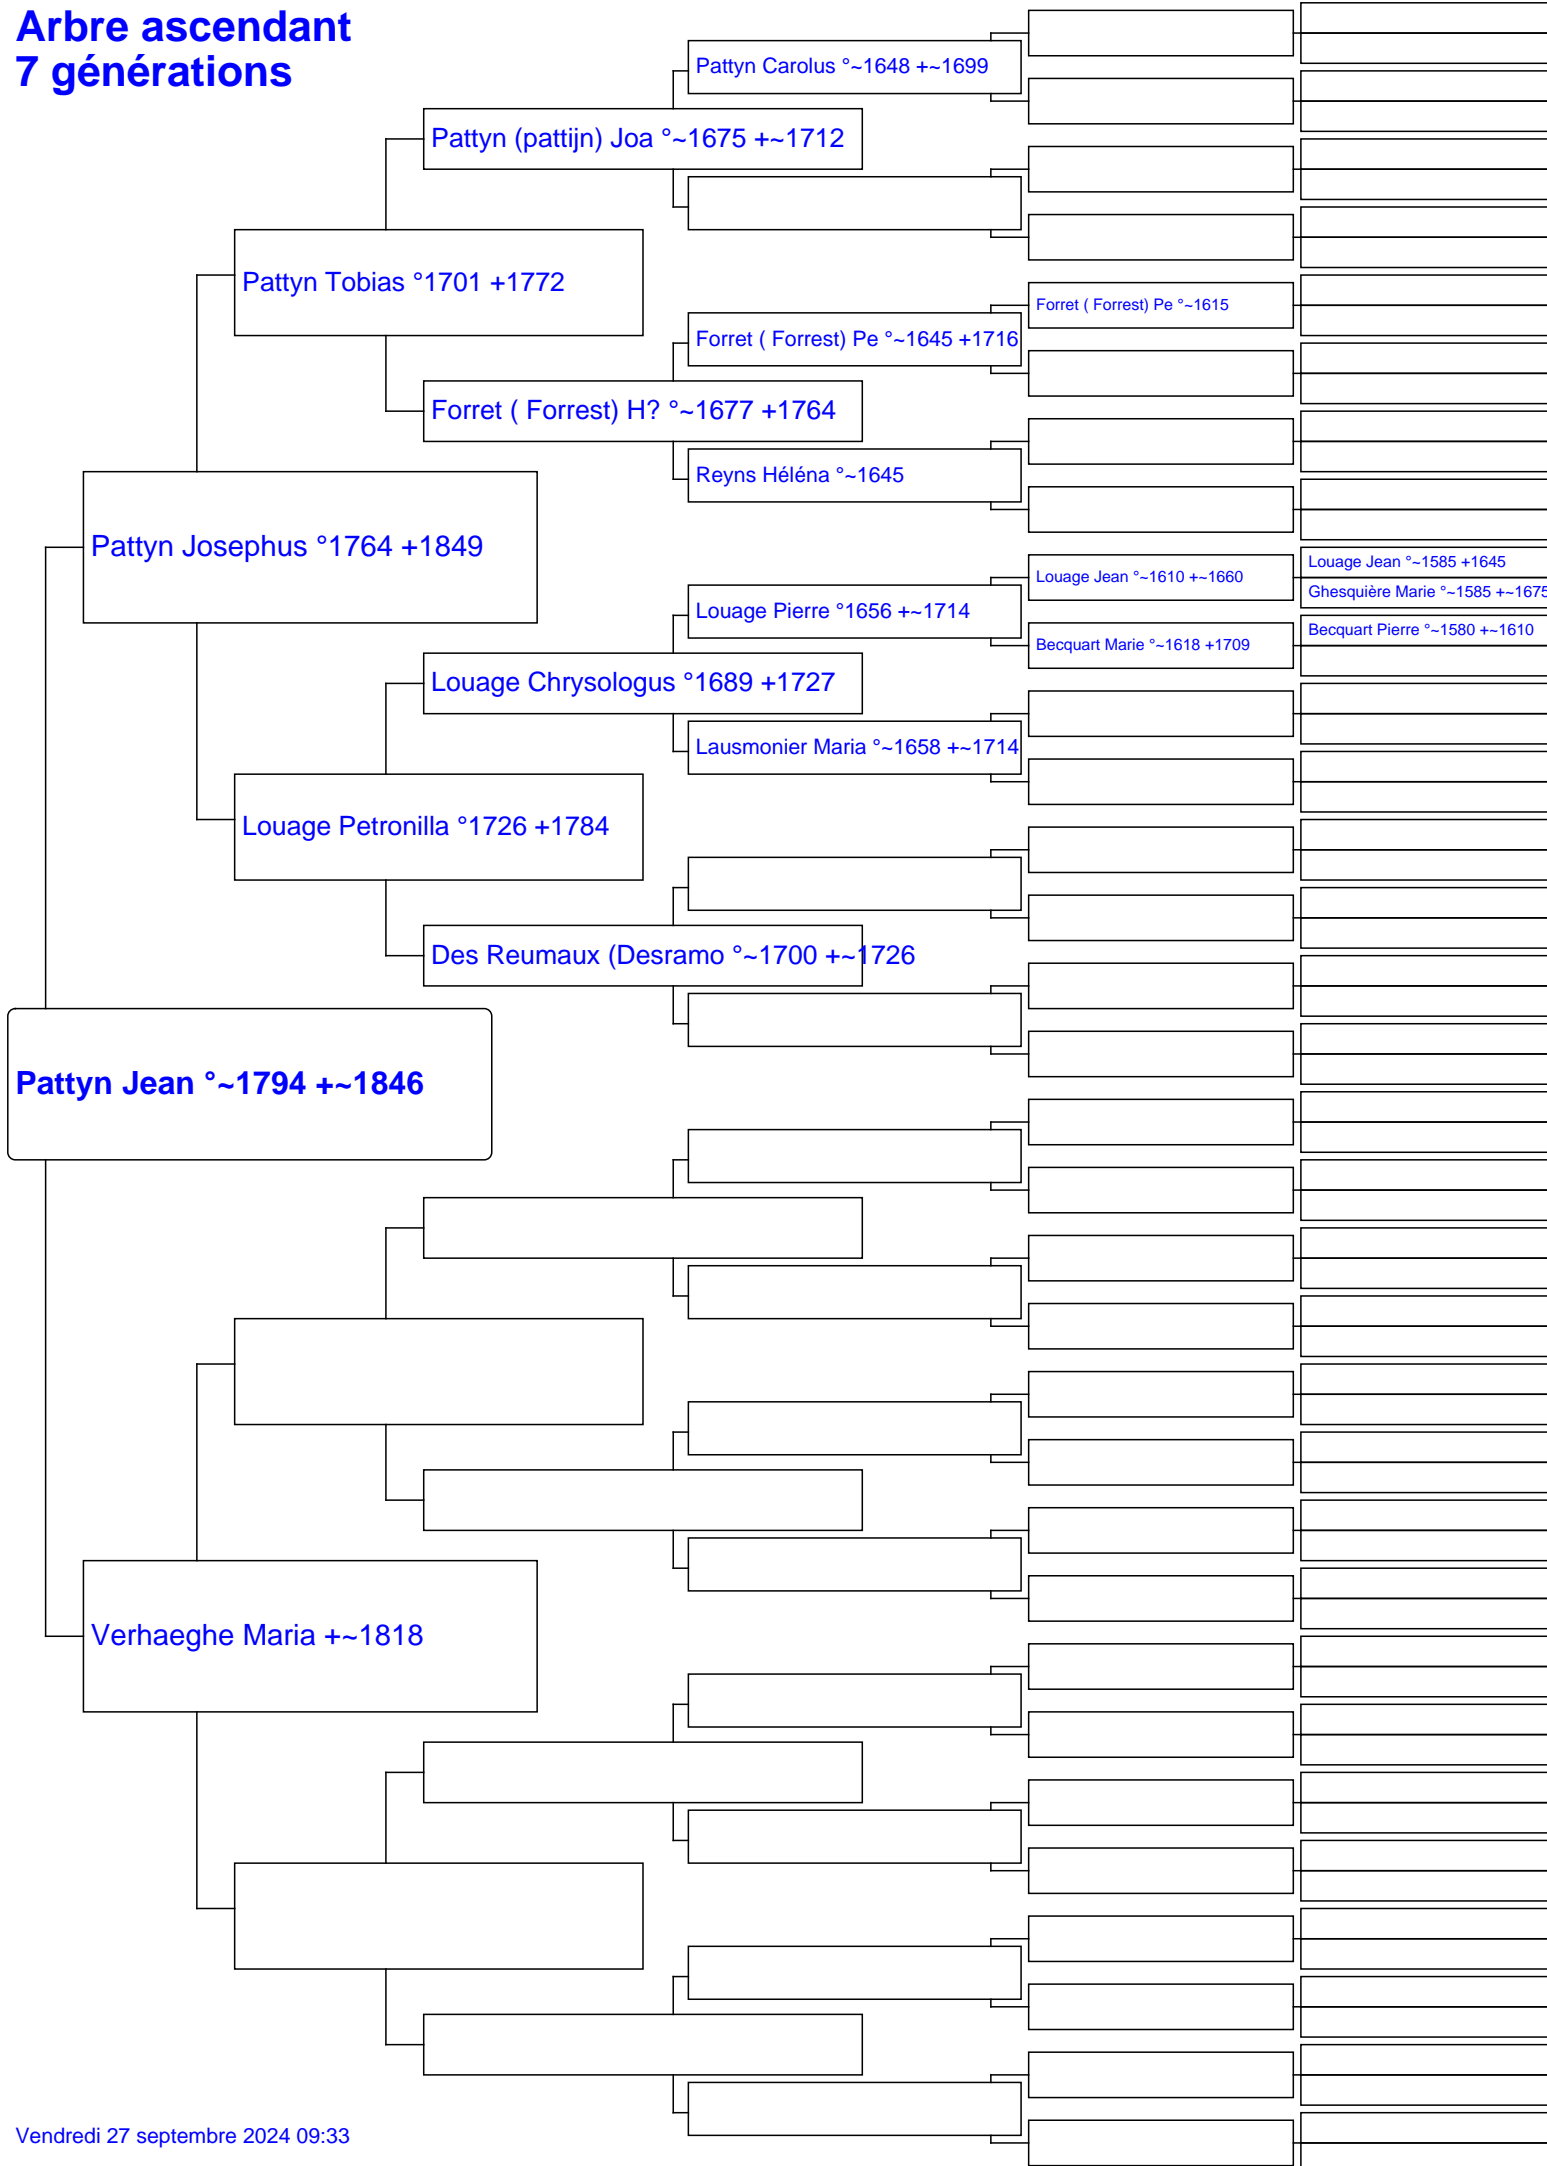 Arbre ascendant
7 générations
Pattyn Carolus °~1648 +~1699
Pattyn (pattijn) Joa °~1675 +~1712
Pattyn Tobias °1701 +1772
Forret ( Forrest) Pe °~1615
Forret ( Forrest) Pe °~1645 +1716
Forret ( Forrest) H? °~1677 +1764
Reyns Héléna °~1645
Pattyn Josephus °1764 +1849
Louage Jean °~1585 +1645
Louage Jean °~1610 +~1660
Ghesquière Marie °~1585 +~1675
Louage Pierre °1656 +~1714
Becquart Pierre °~1580 +~1610
Becquart Marie °~1618 +1709
Louage Chrysologus °1689 +1727
Lausmonier Maria °~1658 +~1714
Louage Petronilla °1726 +1784
Des Reumaux (Desramo °~1700 +~1726
Pattyn Jean °~1794 +~1846
Verhaeghe Maria +~1818
Vendredi 27 septembre 2024 09:33